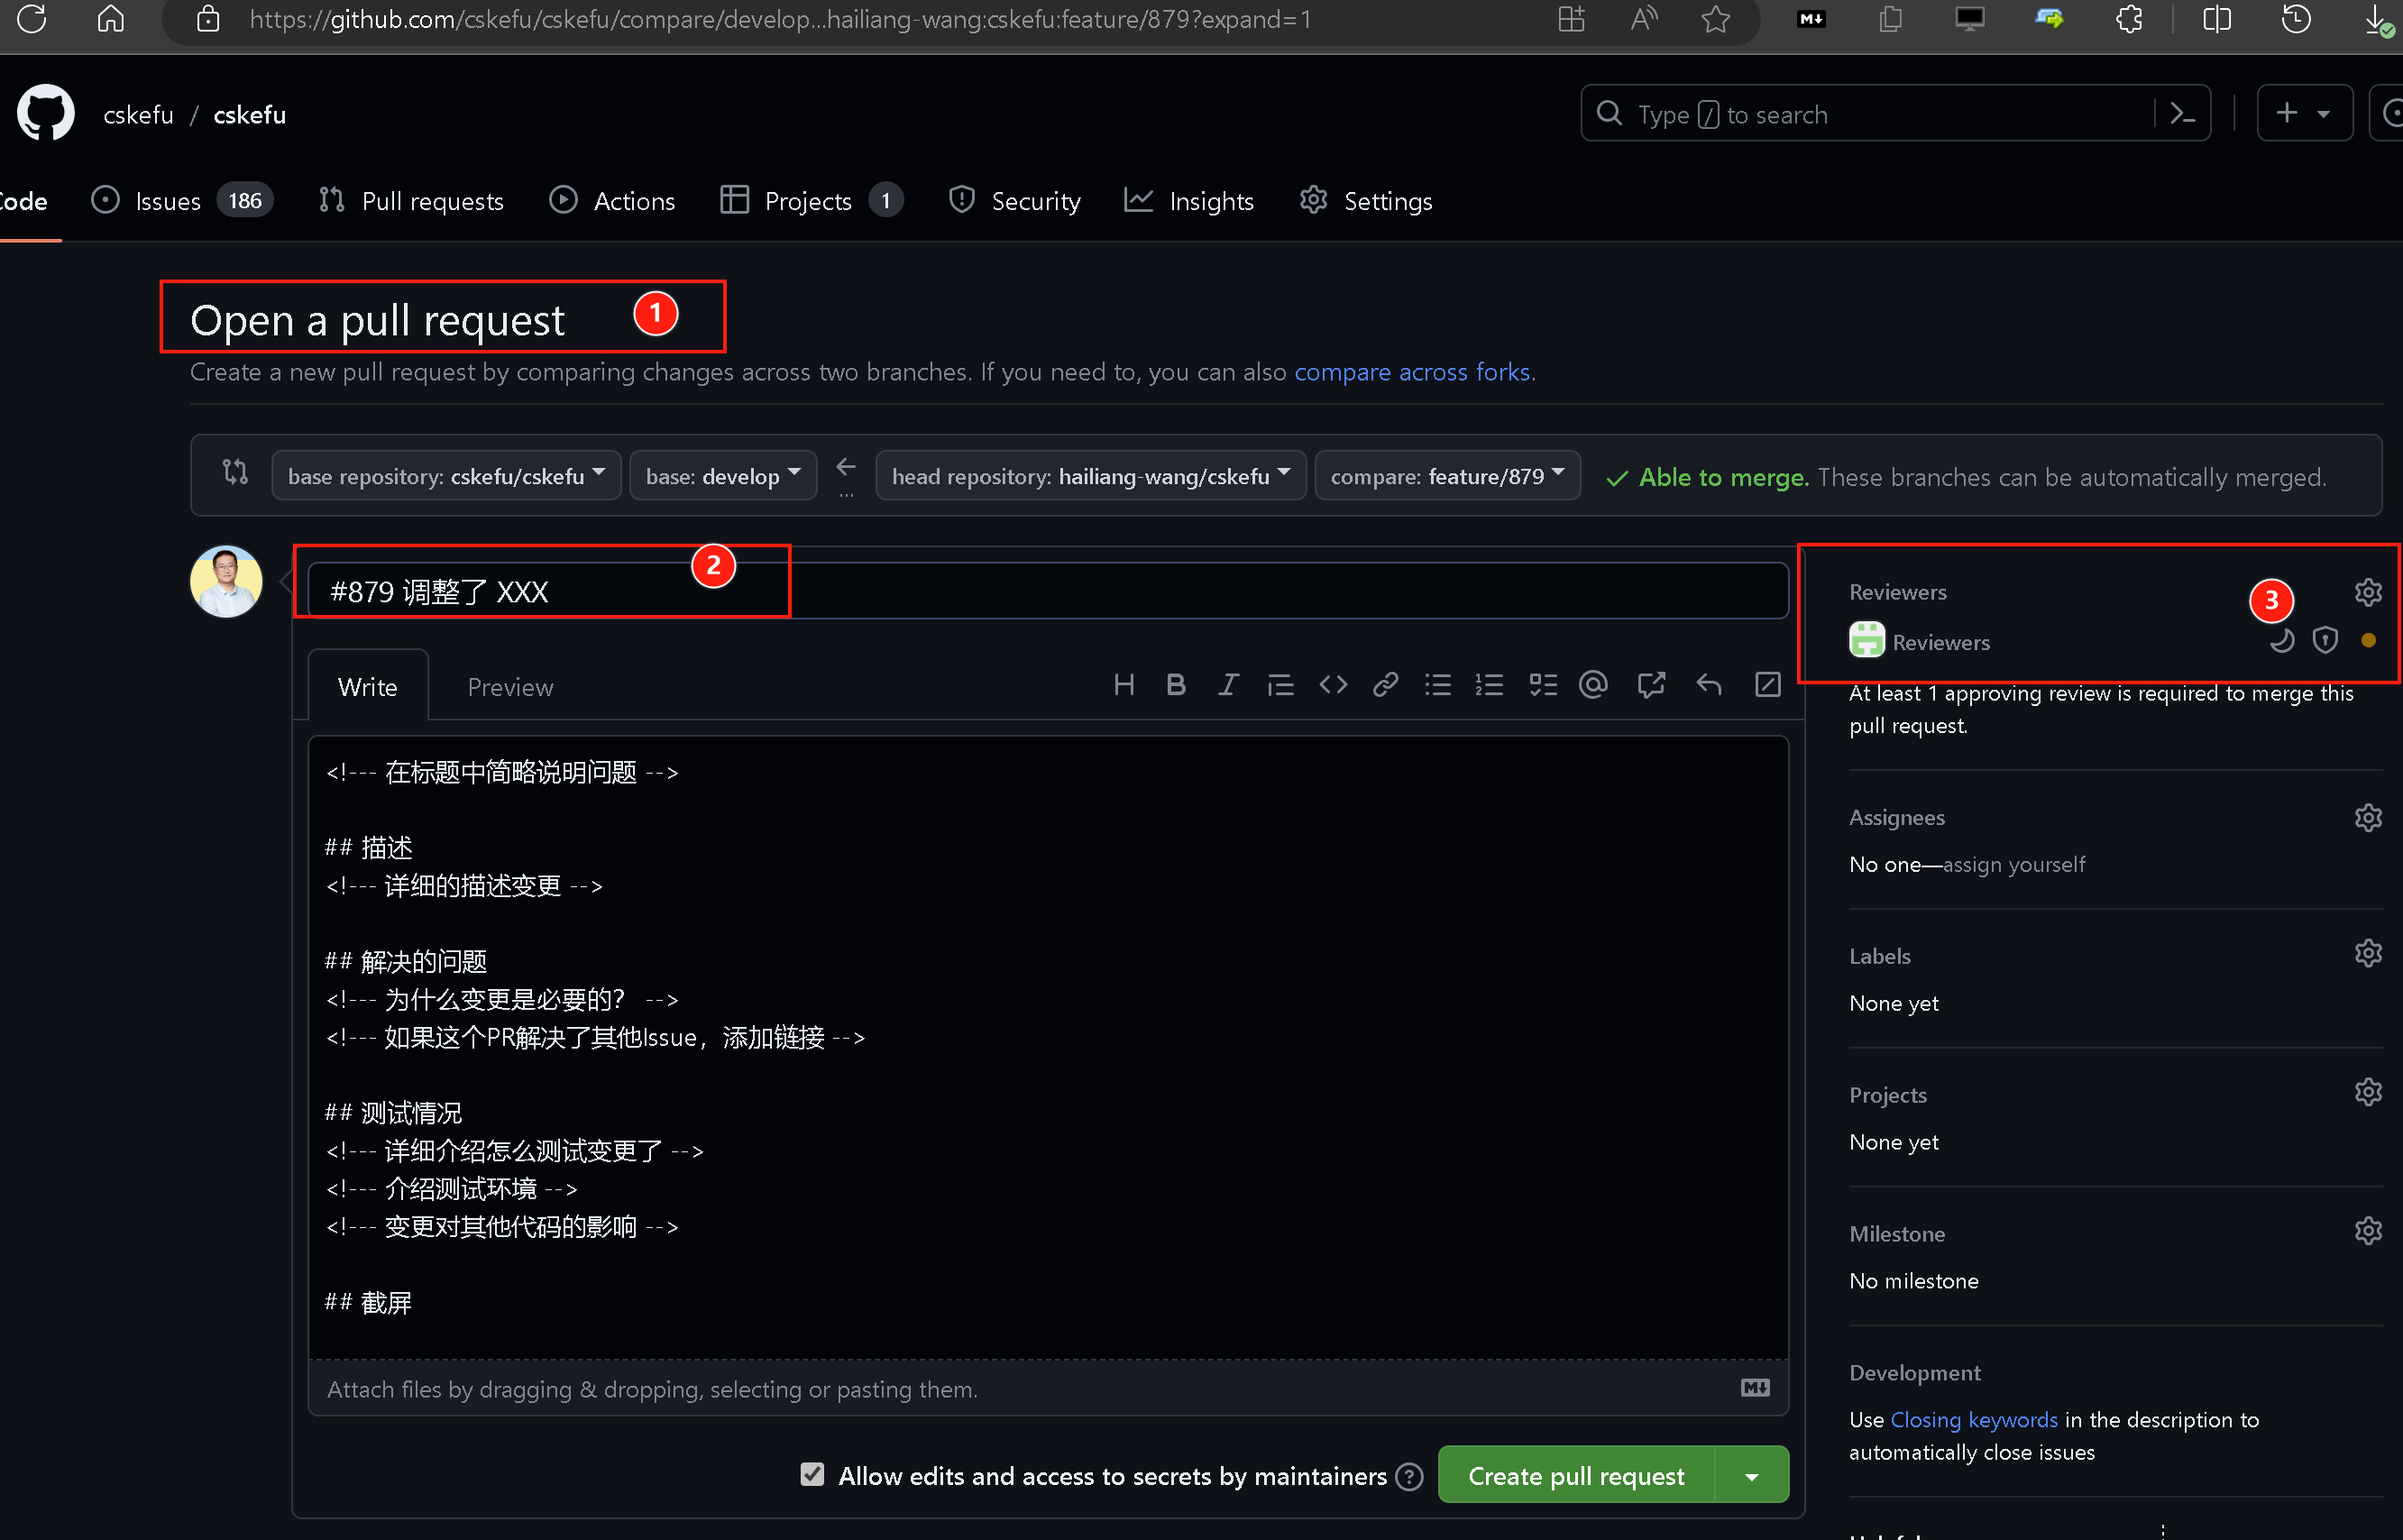 https://github.com/cskefu/cskefu/compare/develop...hailiang-wang:cskefu:feature/879?expand=1
cskefu / cskefu
Type / to search
Code Issues 186 Pull requests Actions Projects 1 Security Insights Settings
Open a pull request 1
Create a new pull request by comparing changes across two branches. If you need to, you can also compare across forks.
base repository: cskefu/cskefu base: develop ... head repository: hailiang-wang/cskefu compare: feature/879 Able to merge. These branches can be automatically merged.
2
#879 调整了 XXX
Write Preview
<!--- 在标题中简略说明问题 -->
## 描述
<!--- 详细的描述变更 -->
## 解决的问题
<!--- 为什么变更是必要的? -->
<!--- 如果这个PR解决了其他Issue，添加链接 -->
## 测试情况
<!--- 详细介绍怎么测试变更了 -->
<!--- 介绍测试环境 -->
<!--- 变更对其他代码的影响 -->
## 截屏
Attach files by dragging & dropping, selecting or pasting them.
Allow edits and access to secrets by maintainers Create pull request
Reviewers 3
Reviewers
At least 1 approving review is required to merge this
pull request.
Assignees
No one—assign yourself
Labels
None yet
Projects
None yet
Milestone
No milestone
Development
Use Closing keywords in the description to
automatically close issues